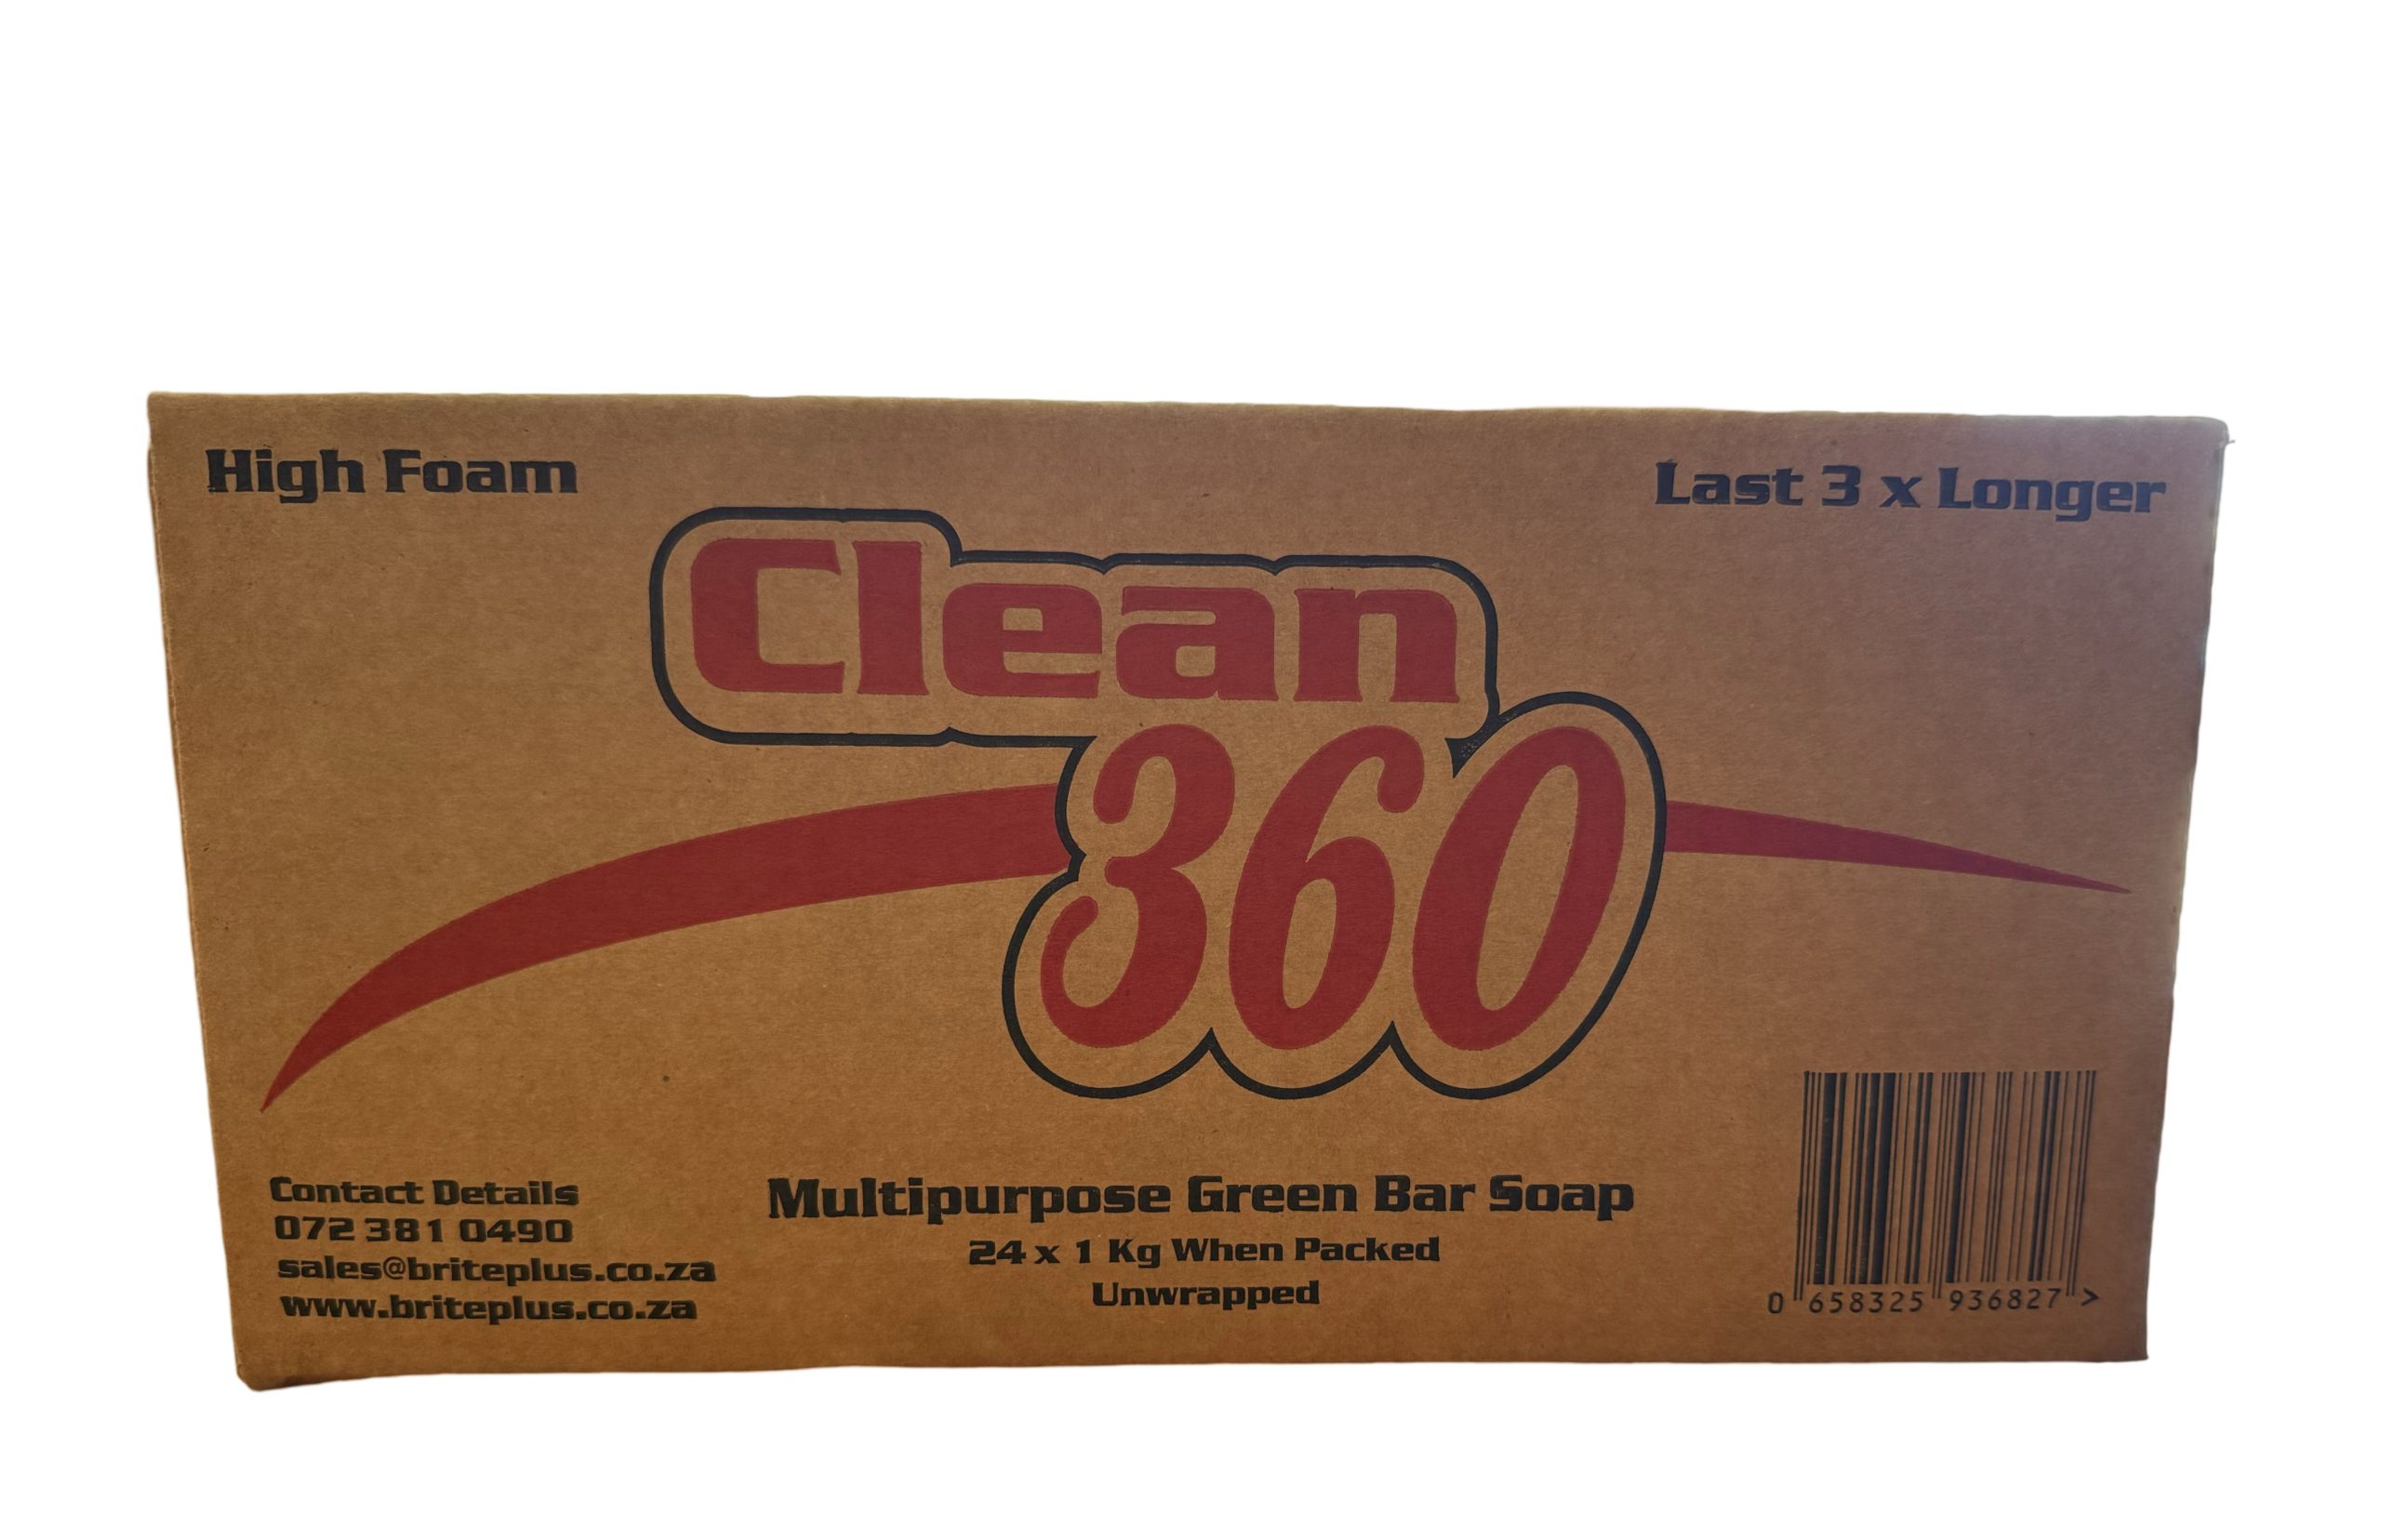 High Foam
Last 3 x Longer
Clean
360
Contact Details
072 381 0490
sales@briteplus.co.za
www.briteplus.co.za
Multipurpose Green Bar Soap
24 x 1 Kg When Packed
Unwrapped
0 658325 936827 >